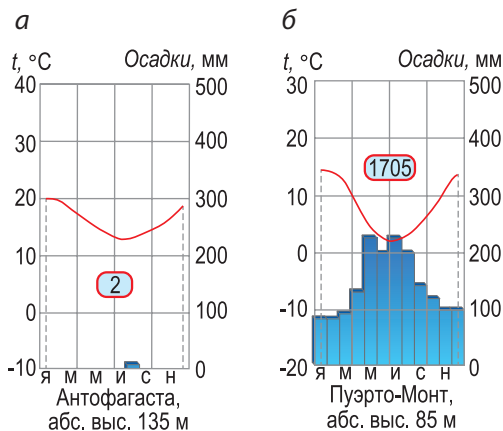 а
t, °C Осадки, мм
40 500
30 400
20 300
10 200
0 100
-10 0
2
Я М М И С Н
Антофагаста,
абс. выс. 135 м
б
t, °C Осадки, мм
30 500
20 400
10 300
0 200
-10 100
-20 0
1705
Я М М И С Н
Пуэрто-Монт,
абс. выс. 85 м